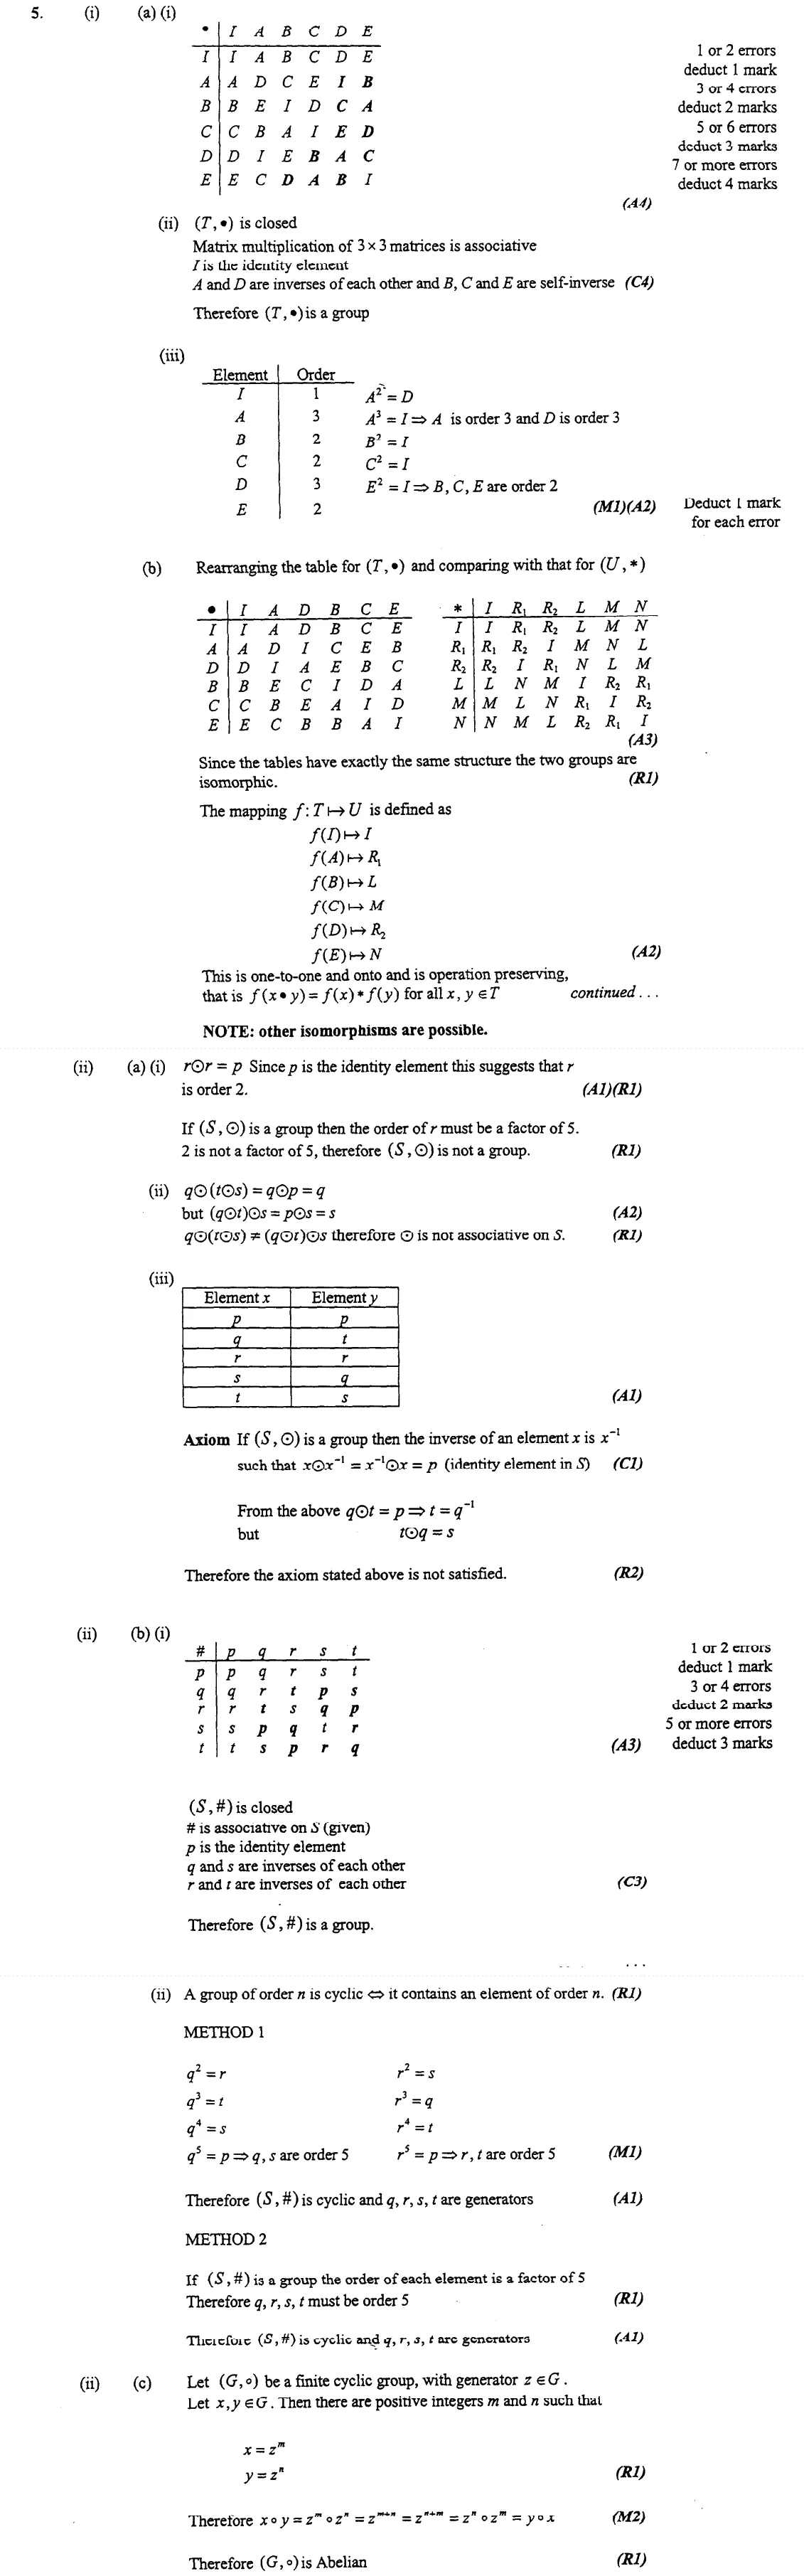 5. (i) (a) (i)
• I A B C D E
I I A B C D E
A A D C E I B
B B E I D C A
C C B A I E D
D D I E B A C
E E C D A B I
1 or 2 errors
deduct 1 mark
3 or 4 errors
deduct 2 marks
5 or 6 errors
deduct 3 marks
7 or more errors
deduct 4 marks
(A4)
(ii) (T, •) is closed
Matrix multiplication of 3 × 3 matrices is associative
I is the identity element
A and D are inverses of each other and B, C and E are self-inverse (C4)
Therefore (T, •) is a group
(iii)
Element Order
I 1 A² = D
A 3 A³ = I ⇒ A is order 3 and D is order 3
B 2 B² = I
C 2 C² = I
D 3 E² = I ⇒ B, C, E are order 2
E 2 (M1)(A2)
Deduct 1 mark
for each error
(b) Rearranging the table for (T, •) and comparing with that for (U, *)
• I A D B C E * I R₁ R₂ L M N
I I A D B C E I I R₁ R₂ L M N
A A D I C E B R₁ R₁ R₂ I M N L
D D I A E B C R₂ R₂ I R₁ N L M
B B E C I D A L L N M I R₂ R₁
C C B E A I D M M L N R₁ I R₂
E E C B B A I N N M L R₂ R₁ I
(A3)
Since the tables have exactly the same structure the two groups are
isomorphic. (R1)
The mapping f: T ↦ U is defined as
f(I) ↦ I
f(A) ↦ R₁
f(B) ↦ L
f(C) ↦ M
f(D) ↦ R₂
f(E) ↦ N (A2)
This is one-to-one and onto and is operation preserving,
that is f(x • y) = f(x) * f(y) for all x, y ∈ T continued . . .
NOTE: other isomorphisms are possible.
(ii) (a) (i) r⊙r = p Since p is the identity element this suggests that r
is order 2. (A1)(R1)
If (S, ⊙) is a group then the order of r must be a factor of 5.
2 is not a factor of 5, therefore (S, ⊙) is not a group. (R1)
(ii) q⊙(t⊙s) = q⊙p = q
but (q⊙t)⊙s = p⊙s = s (A2)
q⊙(t⊙s) ≠ (q⊙t)⊙s therefore ⊙ is not associative on S. (R1)
(iii)
Element x Element y
p p
q t
r r
s q
t s (A1)
Axiom If (S, ⊙) is a group then the inverse of an element x is x⁻¹
such that x⊙x⁻¹ = x⁻¹⊙x = p (identity element in S) (C1)
From the above q⊙t = p ⇒ t = q⁻¹
but t⊙q = s
Therefore the axiom stated above is not satisfied. (R2)
(ii) (b) (i)
# p q r s t
p p q r s t
q q r t p s
r r t s q p
s s p q t r
t t s p r q (A3)
1 or 2 errors
deduct 1 mark
3 or 4 errors
deduct 2 marks
5 or more errors
deduct 3 marks
(S, #) is closed
# is associative on S (given)
p is the identity element
q and s are inverses of each other
r and t are inverses of each other (C3)
Therefore (S, #) is a group.
. . .
(ii) A group of order n is cyclic ⇔ it contains an element of order n. (R1)
METHOD 1
q² = r r² = s
q³ = t r³ = q
q⁴ = s r⁴ = t
q⁵ = p ⇒ q, s are order 5 r⁵ = p ⇒ r, t are order 5 (M1)
Therefore (S, #) is cyclic and q, r, s, t are generators (A1)
METHOD 2
If (S, #) is a group the order of each element is a factor of 5
Therefore q, r, s, t must be order 5 (R1)
Therefore (S, #) is cyclic and q, r, s, t are generators (A1)
(ii) (c) Let (G, ∘) be a finite cyclic group, with generator z ∈ G.
Let x, y ∈ G. Then there are positive integers m and n such that
x = zᵐ
y = zⁿ (R1)
Therefore x ∘ y = zᵐ ∘ zⁿ = zᵐ⁺ⁿ = zⁿ⁺ᵐ = zⁿ ∘ zᵐ = y ∘ x (M2)
Therefore (G, ∘) is Abelian (R1)